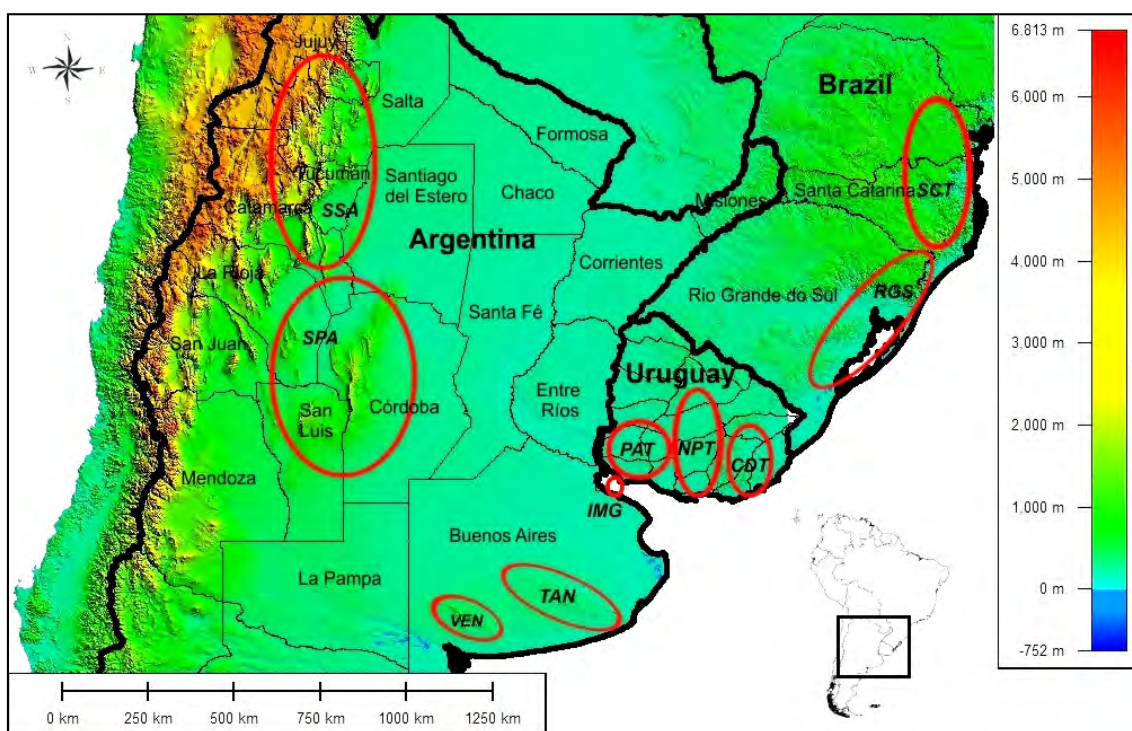 N
W E
S
Jujuy
Salta
Formosa
Brazil
Tucumán
Santiago
del Estero
Chaco
Misiones
Santa Catarina
SCT
Catamarca
SSA
Argentina
Corrientes
La Rioja
Rio Grande do Sul
RGS
SPA
Santa Fé
San Juan
Uruguay
San
Luis
Córdoba
Entre
Ríos
PAT
NPT
CDT
Mendoza
IMG
Buenos Aires
La Pampa
TAN
VEN
0 km
250 km
500 km
750 km
1000 km
1250 km
6.813 m
6.000 m
5.000 m
4.000 m
3.000 m
2.000 m
1.000 m
0 m
-752 m